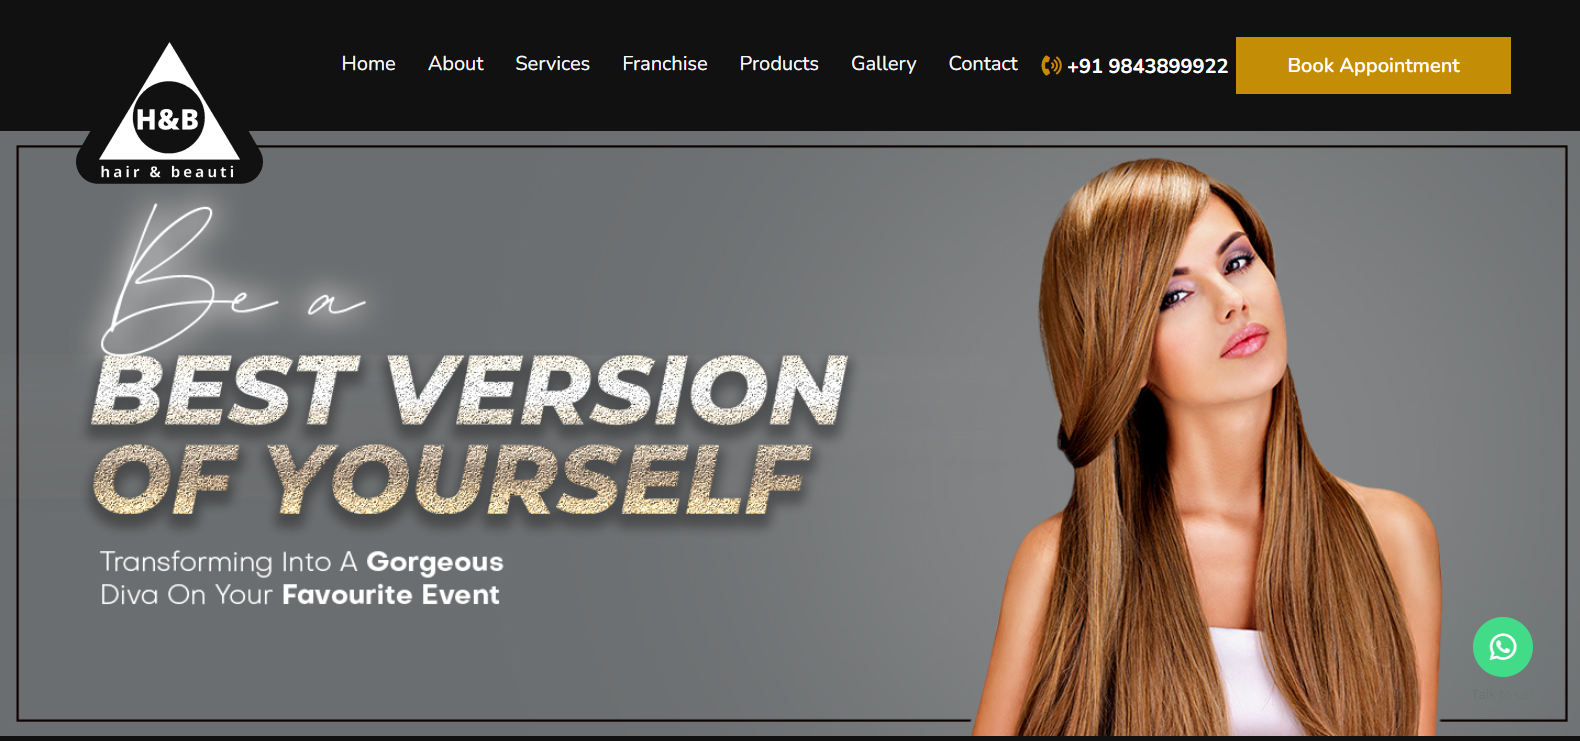 Home About Services Franchise Products Gallery Contact +91 9843899922 Book Appointment
H&B
hair & beauti
Be a
BEST VERSION
OF YOURSELF
Transforming Into A Gorgeous
Diva On Your Favourite Event